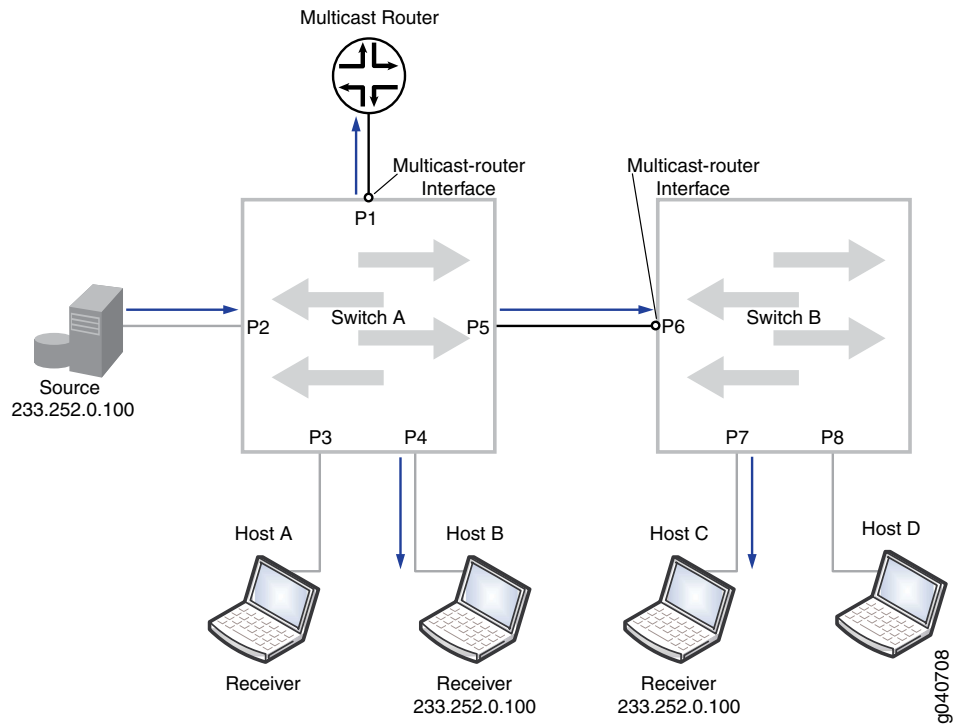 Multicast Router
Multicast-router
Interface
Multicast-router
Interface
P1
P2
Switch A
P5
P6
Switch B
Source
233.252.0.100
P3
P4
P7
P8
Host A
Host B
Host C
Host D
Receiver
Receiver
233.252.0.100
Receiver
233.252.0.100
g040708